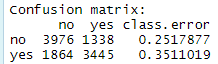 Confusion matrix:
no yes class.error
no 3976 1338 0.2517877
yes 1864 3445 0.3511019